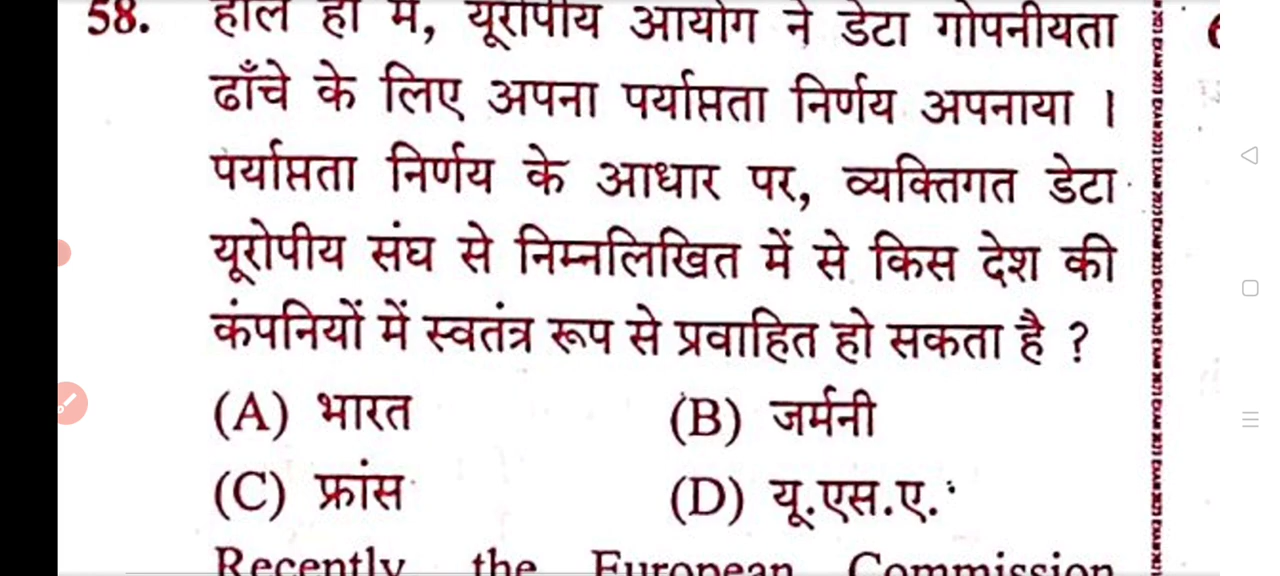 58. हाल ही में, यूरोपीय आयोग ने डेटा गोपनीयता
ढाँचे के लिए अपना पर्याप्तता निर्णय अपनाया ।
पर्याप्तता निर्णय के आधार पर, व्यक्तिगत डेटा
यूरोपीय संघ से निम्नलिखित में से किस देश की
कंपनियों में स्वतंत्र रूप से प्रवाहित हो सकता है ?
(A) भारत (B) जर्मनी
(C) फ्रांस (D) यू.एस.ए.
Recently the European Commission